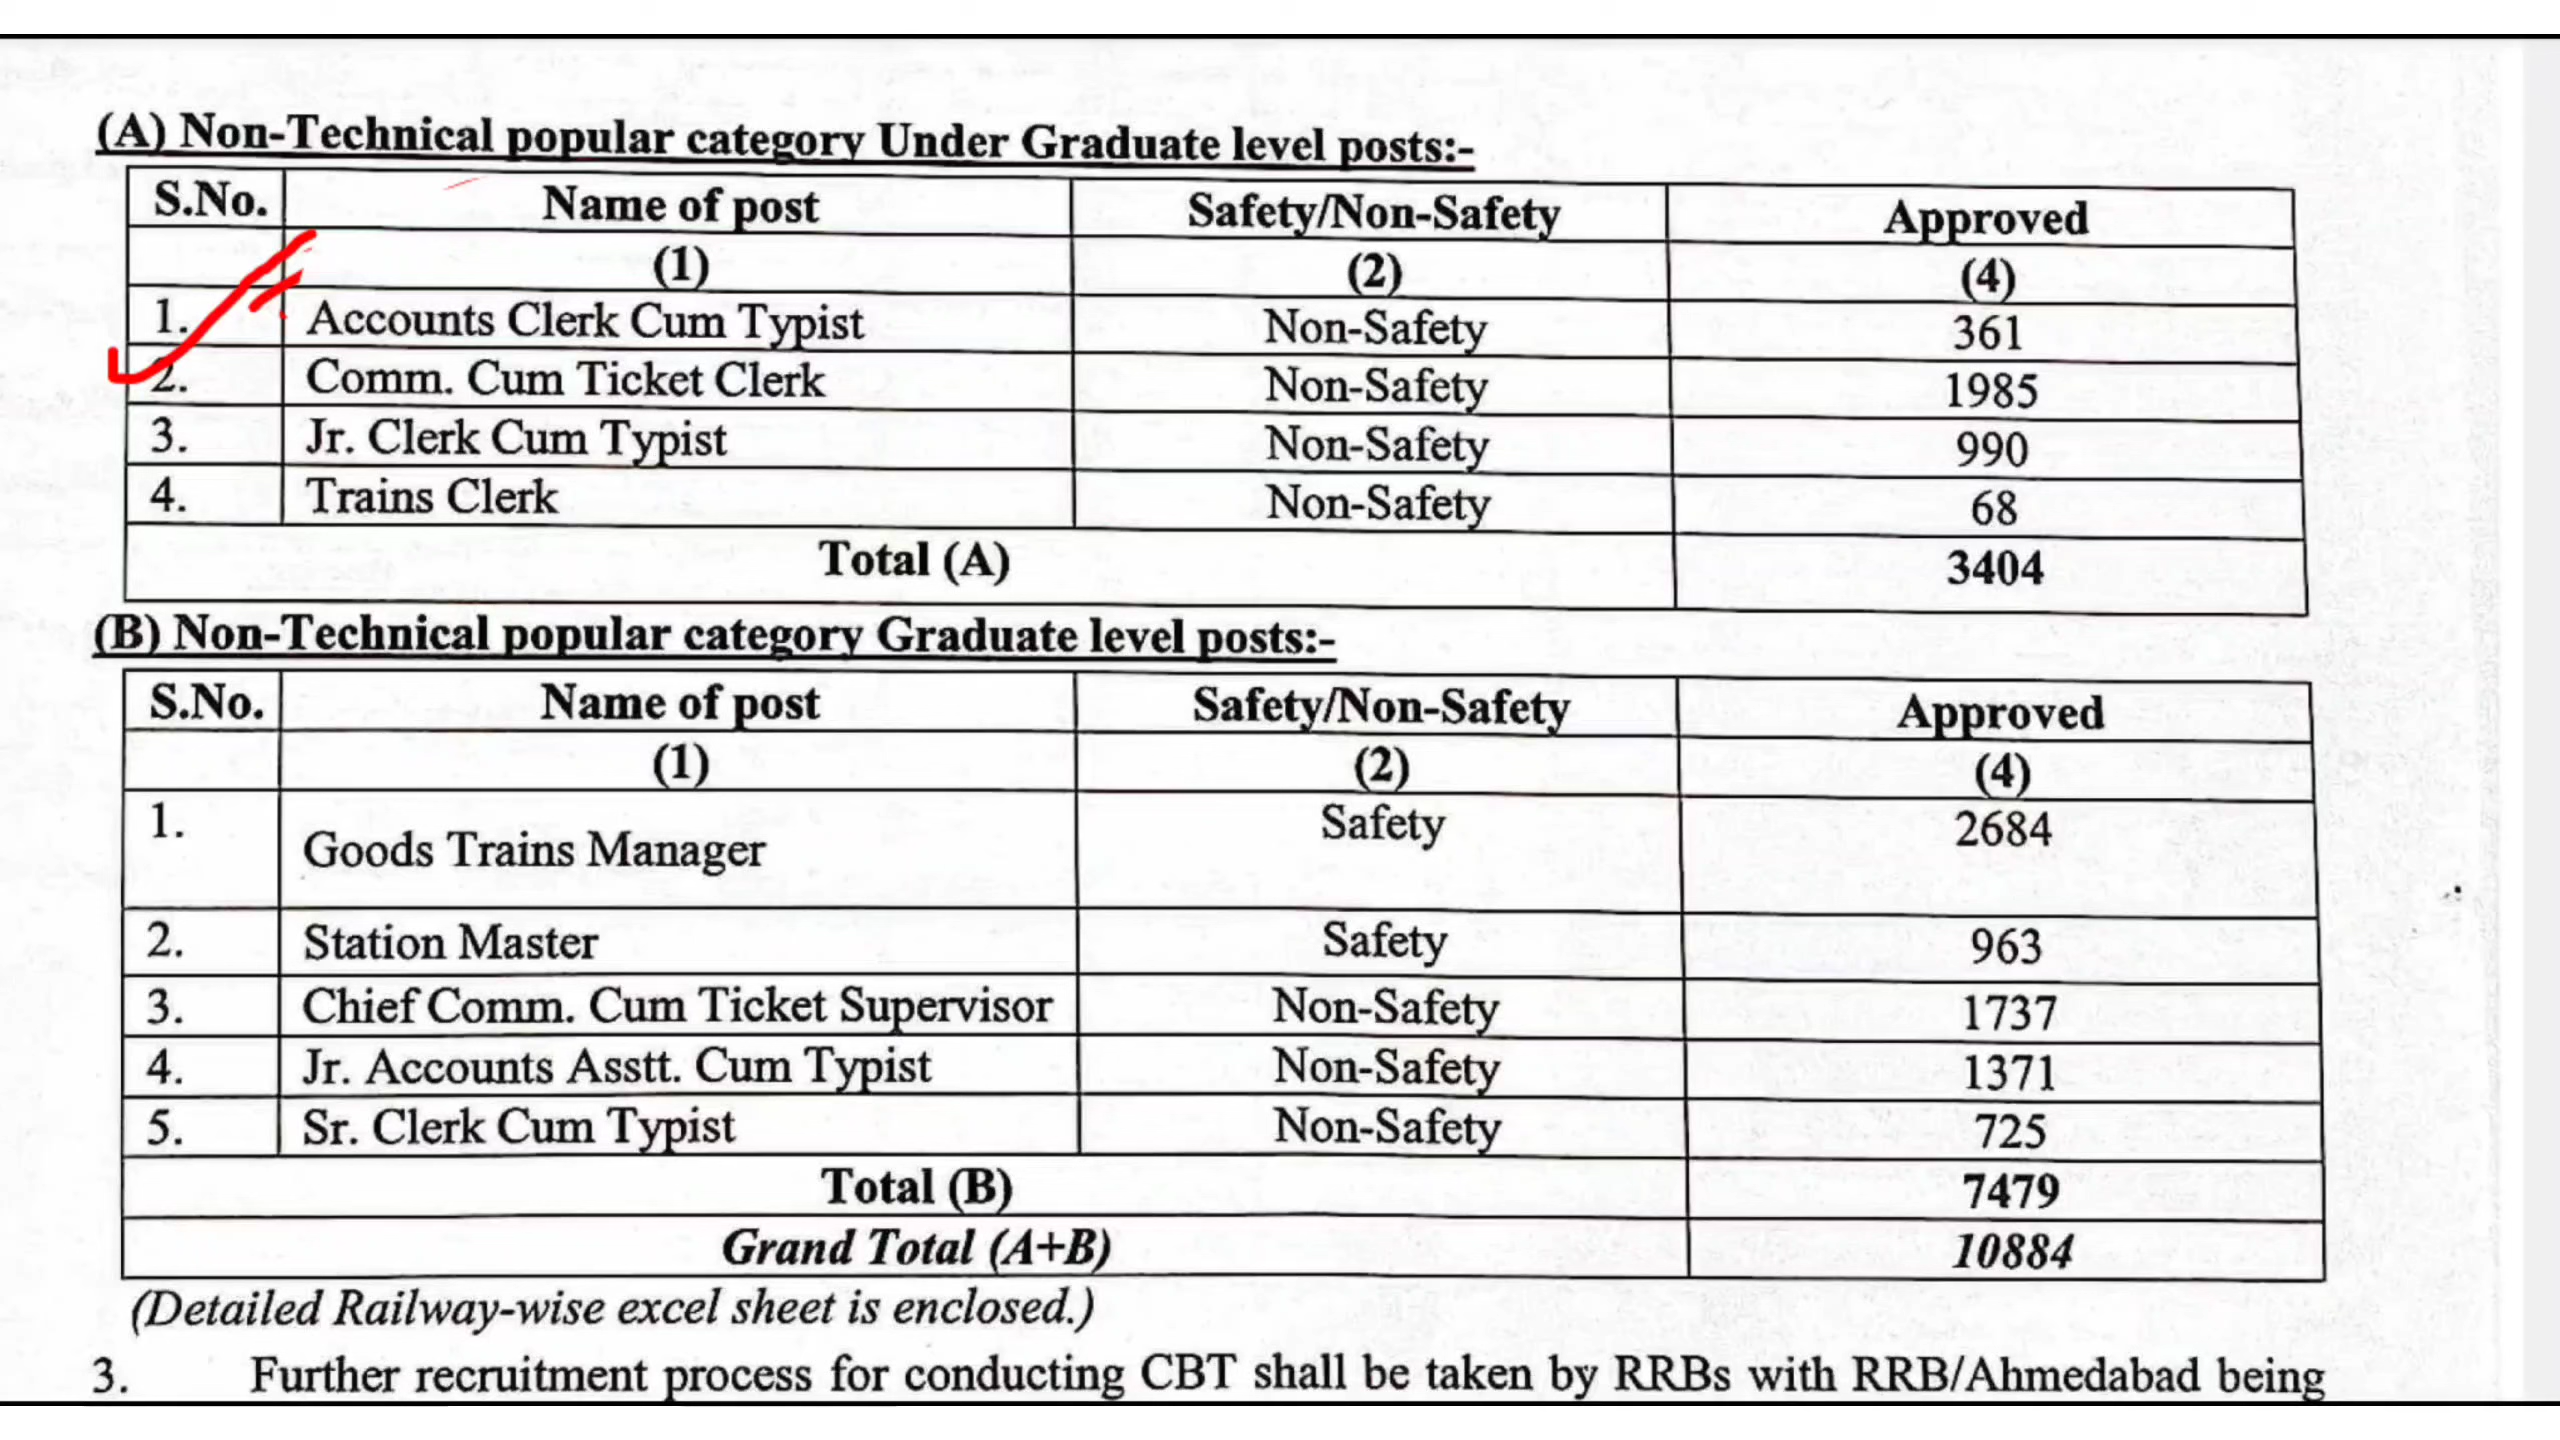 (A) Non-Technical popular category Under Graduate level posts:-
S.No. Name of post Safety/Non-Safety Approved
(1) (2) (4)
1. Accounts Clerk Cum Typist Non-Safety 361
2. Comm. Cum Ticket Clerk Non-Safety 1985
3. Jr. Clerk Cum Typist Non-Safety 990
4. Trains Clerk Non-Safety 68
Total (A) 3404
(B) Non-Technical popular category Graduate level posts:-
S.No. Name of post Safety/Non-Safety Approved
(1) (2) (4)
1. Goods Trains Manager Safety 2684
2. Station Master Safety 963
3. Chief Comm. Cum Ticket Supervisor Non-Safety 1737
4. Jr. Accounts Asstt. Cum Typist Non-Safety 1371
5. Sr. Clerk Cum Typist Non-Safety 725
Total (B) 7479
Grand Total (A+B) 10884
(Detailed Railway-wise excel sheet is enclosed.)
3. Further recruitment process for conducting CBT shall be taken by RRBs with RRB/Ahmedabad being